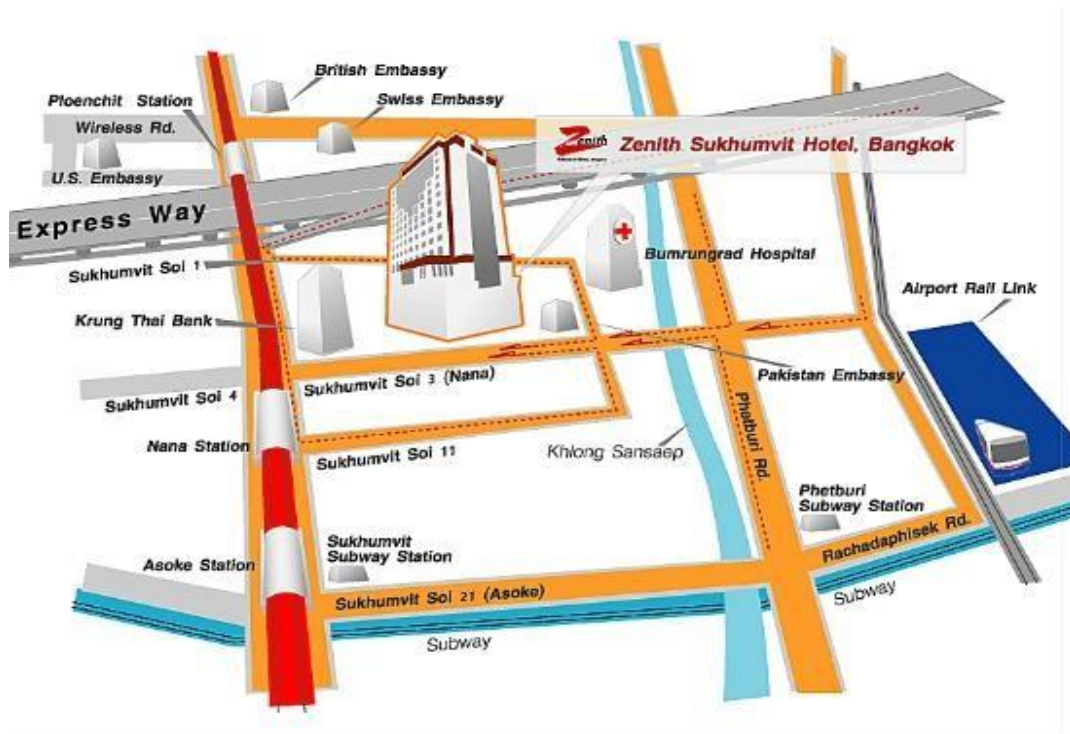 British Embassy
Ploenchit Station
Swiss Embassy
Wireless Rd.
Zenith
Zenith Sukhumvit Hotel, Bangkok
U.S. Embassy
Express Way
Sukhumvit Soi 1
Bumrungrad Hospital
Airport Rail Link
Krung Thai Bank
Pakistan Embassy
Sukhumvit Soi 3 (Nana)
Sukhumvit Soi 4
Phetburi Rd.
Nana Station
Sukhumvit Soi 11
Khlong Sansaep
Phetburi
Subway Station
Sukhumvit
Subway Station
Rachadaphisek Rd.
Asoke Station
Sukhumvit Soi 21 (Asoke)
Subway
Subway